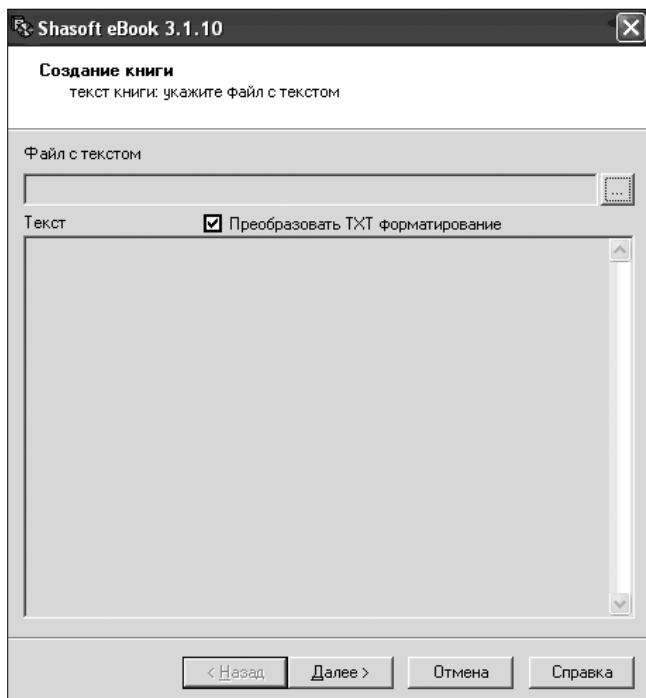 Shasoft eBook 3.1.10
Создание книги
текст книги: укажите файл с текстом
Файл с текстом
...
Текст Преобразовать TXT форматирование
< Назад Далее > Отмена Справка